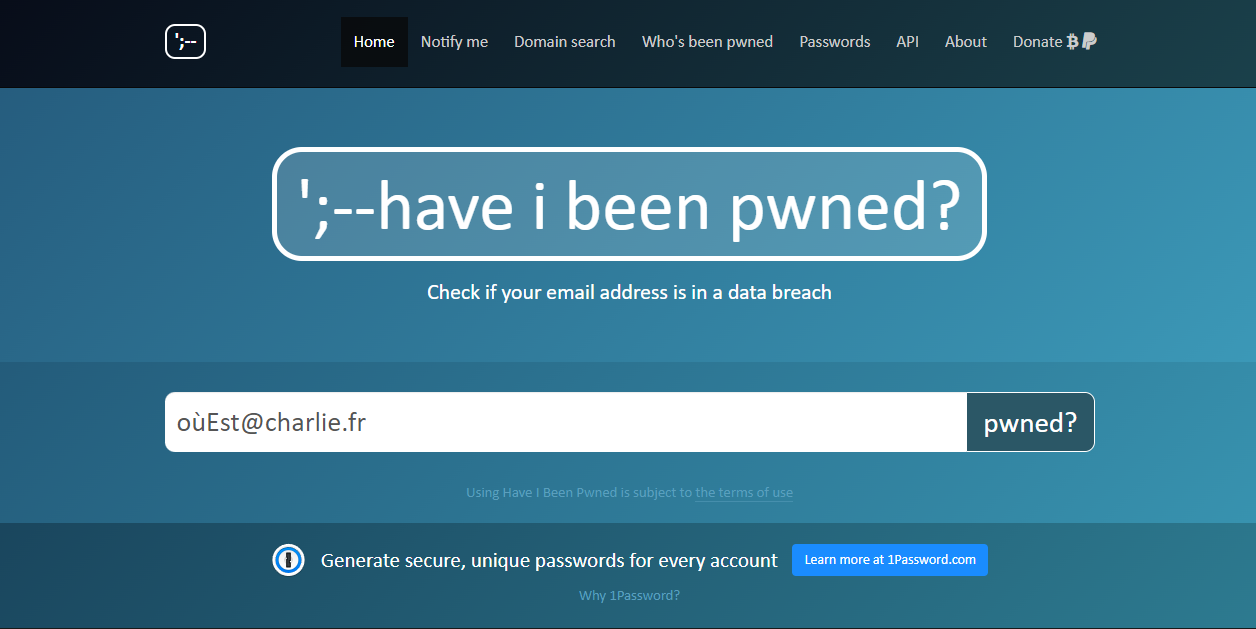 ';--
Home Notify me Domain search Who's been pwned Passwords API About Donate
';--have i been pwned?
Check if your email address is in a data breach
oùEst@charlie.fr pwned?
Using Have I Been Pwned is subject to the terms of use
Generate secure, unique passwords for every account Learn more at 1Password.com
Why 1Password?